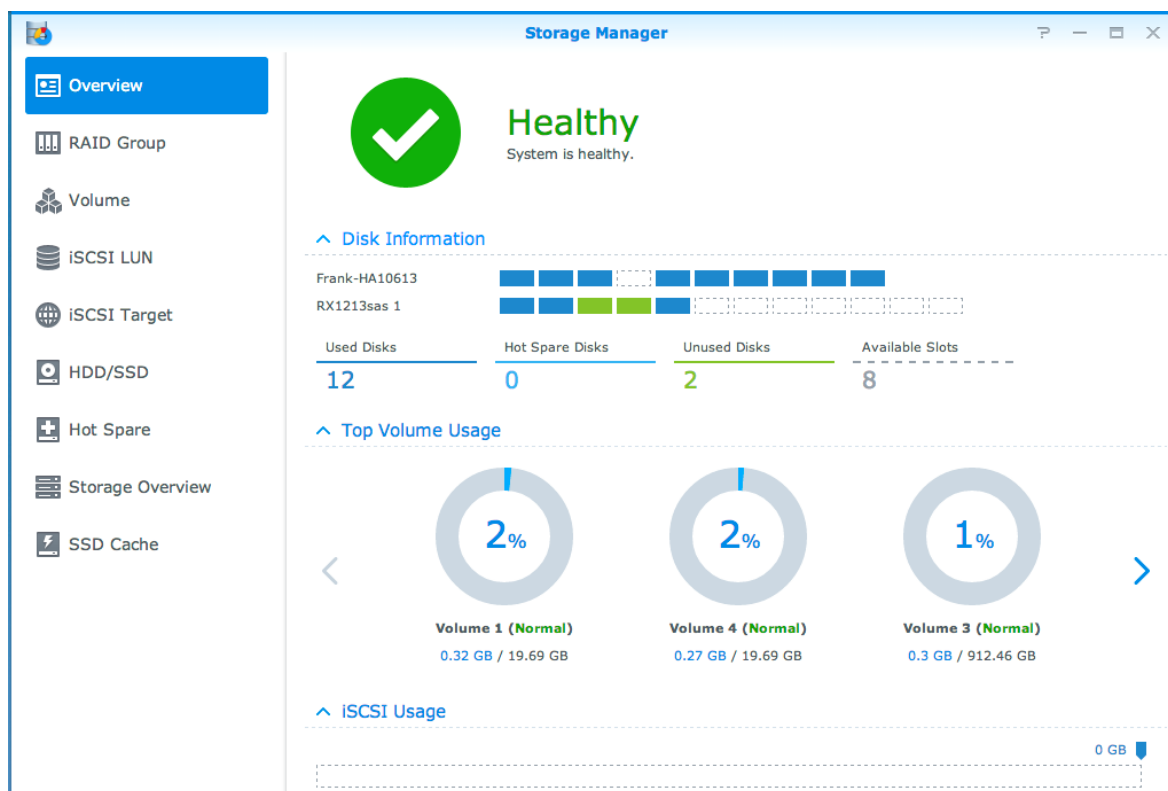 Storage Manager
?
Overview
RAID Group
Volume
iSCSI LUN
iSCSI Target
HDD/SSD
Hot Spare
Storage Overview
SSD Cache
Healthy
System is healthy.
Disk Information
Frank-HA10613
RX1213sas 1
Used Disks Hot Spare Disks Unused Disks Available Slots
12 0 2 8
Top Volume Usage
2% 2% 1%
Volume 1 (Normal) Volume 4 (Normal) Volume 3 (Normal)
0.32 GB / 19.69 GB 0.27 GB / 19.69 GB 0.3 GB / 912.46 GB
iSCSI Usage
0 GB